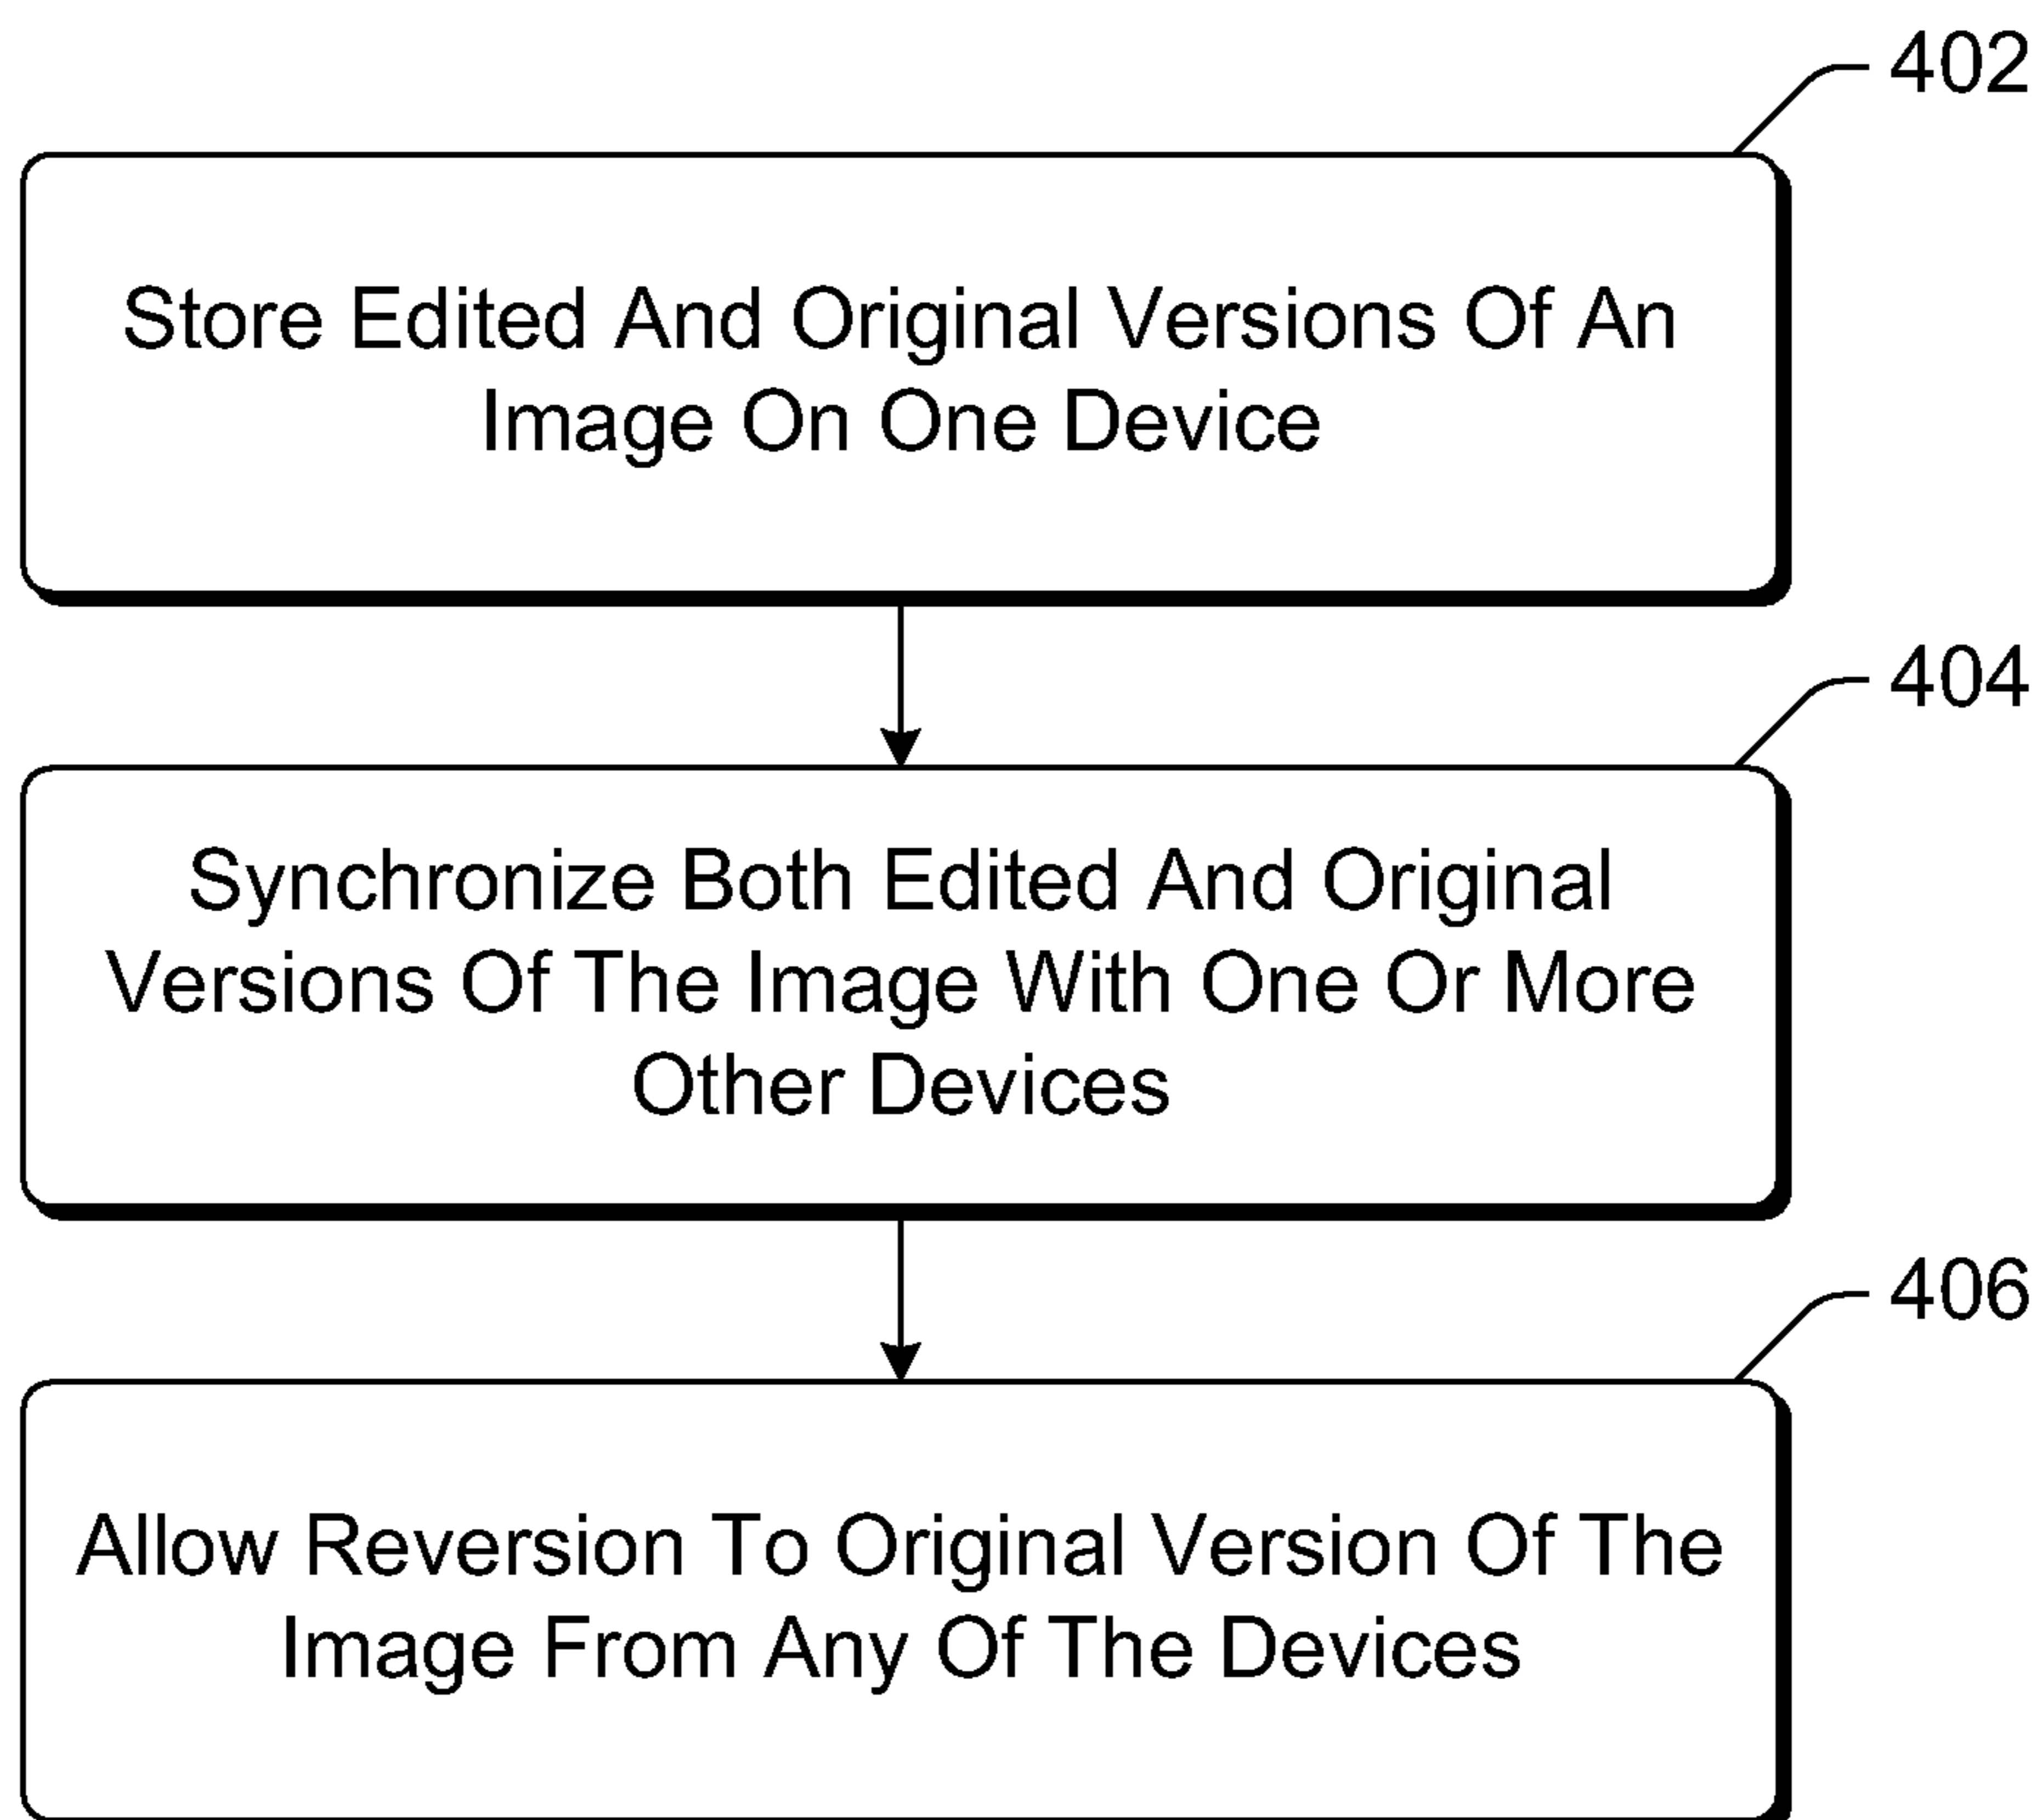 402
Store Edited And Original Versions Of An
Image On One Device
404
Synchronize Both Edited And Original
Versions Of The Image With One Or More
Other Devices
406
Allow Reversion To Original Version Of The
Image From Any Of The Devices